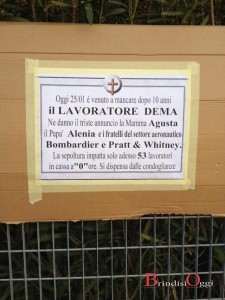 Oggi 25/01 é venuto a mancare dopo 10 anni
il LAVORATORE DEMA
Ne danno il triste annuncio la Mamma Agusta
il Papa' Alenia e i fratelli del settore aeronautico
Bombardier e Pratt & Whitney.
La sepoltura impatta solo adesso 53 lavoratori
in cassa a "0" ore. Si dispensa dalle condoglianze
BrindisiOggi